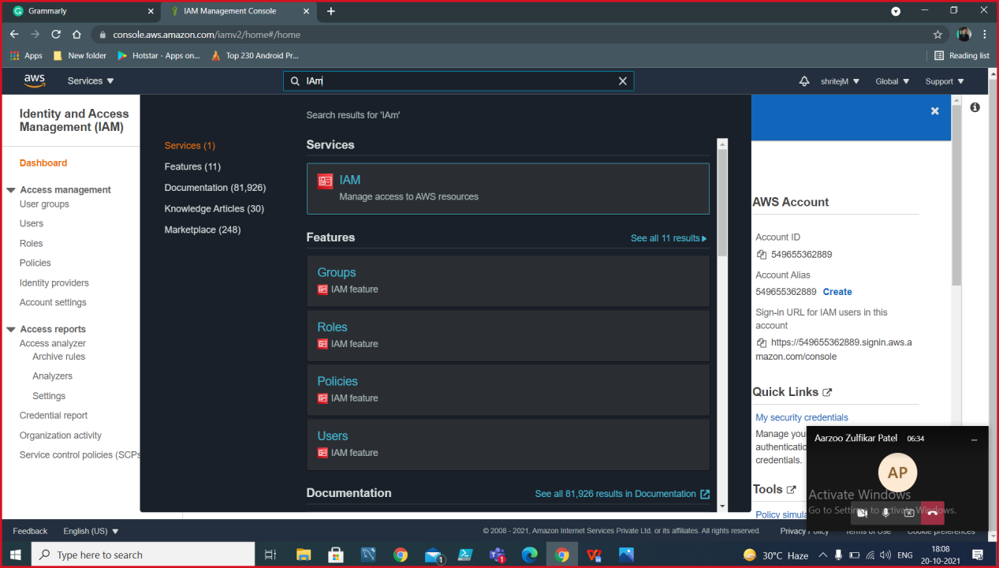 Grammarly
IAM Management Console
console.aws.amazon.com/iamv2/home#/home
Apps
New folder
Hotstar - Apps on...
Top 230 Android Pr...
Reading list
aws
Services
IAm
shritejM
Global
Support
Identity and Access
Management (IAM)
Dashboard
Access management
User groups
Users
Roles
Policies
Identity providers
Account settings
Access reports
Access analyzer
Archive rules
Analyzers
Settings
Credential report
Organization activity
Service control policies (SCPs
Search results for 'IAm'
Services (1)
Features (11)
Documentation (81,926)
Knowledge Articles (30)
Marketplace (248)
Services
IAM
Manage access to AWS resources
Features
See all 11 results
Groups
IAM feature
Roles
IAM feature
Policies
IAM feature
Users
IAM feature
Documentation
See all 81,926 results in Documentation
AWS Account
Account ID
549655362889
Account Alias
549655362889 Create
Sign-in URL for IAM users in this
account
https://549655362889.signin.aws.a
mazon.com/console
Quick Links
My security credentials
Manage you
authenticatio
credentials.
Tools
Policy simula
Aarzoo Zulfikar Patel 06:34
AP
Activate Windows
Go to Settings to activate Windows.
Feedback
English (US)
© 2008 - 2021, Amazon Internet Services Private Ltd. or its affiliates. All rights reserved.
Privacy Policy
Terms of Use
Cookie preferences
Type here to search
1
1
30°C Haze
ENG
18:08
20-10-2021